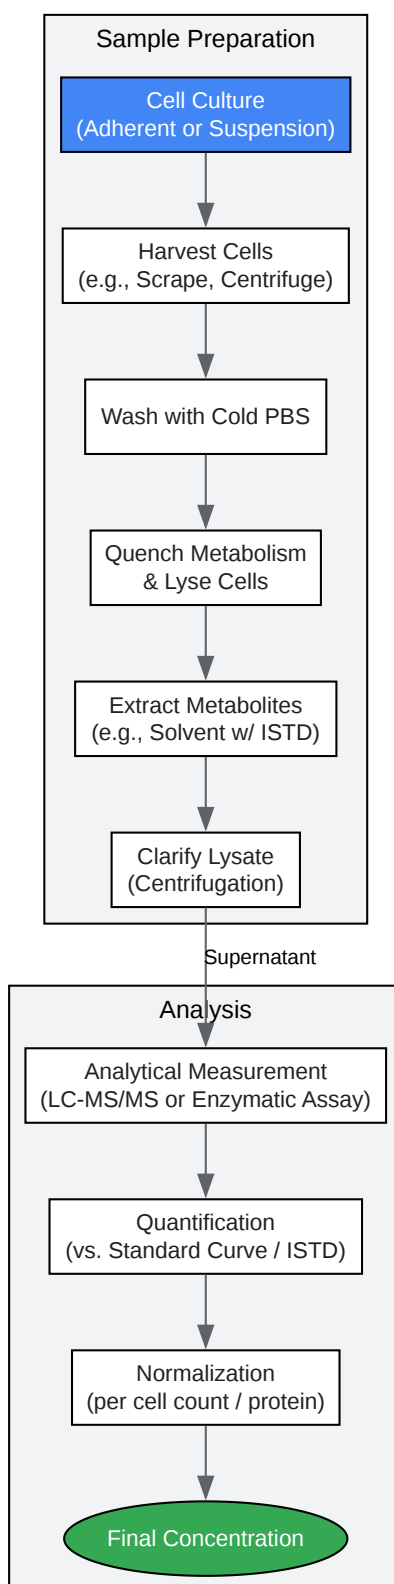 Sample Preparation
Cell Culture
(Adherent or Suspension)
Harvest Cells
(e.g., Scrape, Centrifuge)
Wash with Cold PBS
Quench Metabolism
& Lyse Cells
Extract Metabolites
(e.g., Solvent w/ ISTD)
Clarify Lysate
(Centrifugation)
Supernatant
Analysis
Analytical Measurement
(LC-MS/MS or Enzymatic Assay)
Quantification
(vs. Standard Curve / ISTD)
Normalization
(per cell count / protein)
Final Concentration